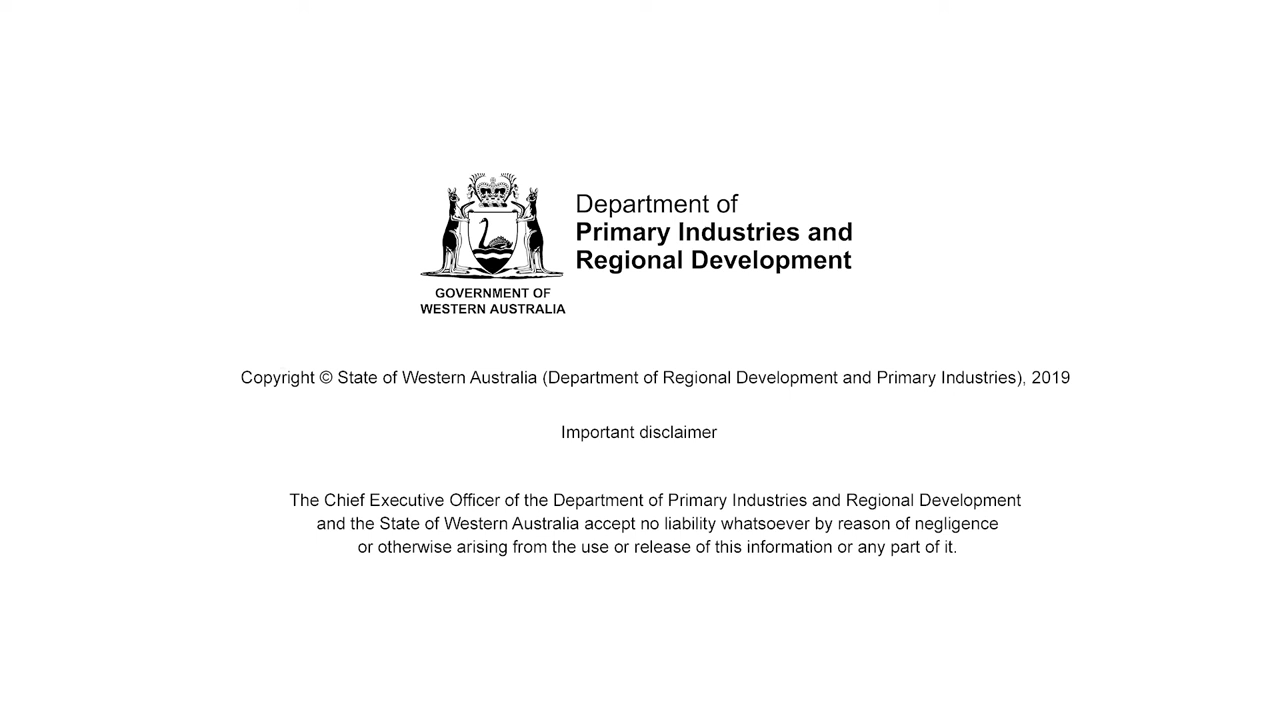 Department of
Primary Industries and
Regional Development
GOVERNMENT OF
WESTERN AUSTRALIA
Copyright © State of Western Australia (Department of Regional Development and Primary Industries), 2019
Important disclaimer
The Chief Executive Officer of the Department of Primary Industries and Regional Development
and the State of Western Australia accept no liability whatsoever by reason of negligence
or otherwise arising from the use or release of this information or any part of it.